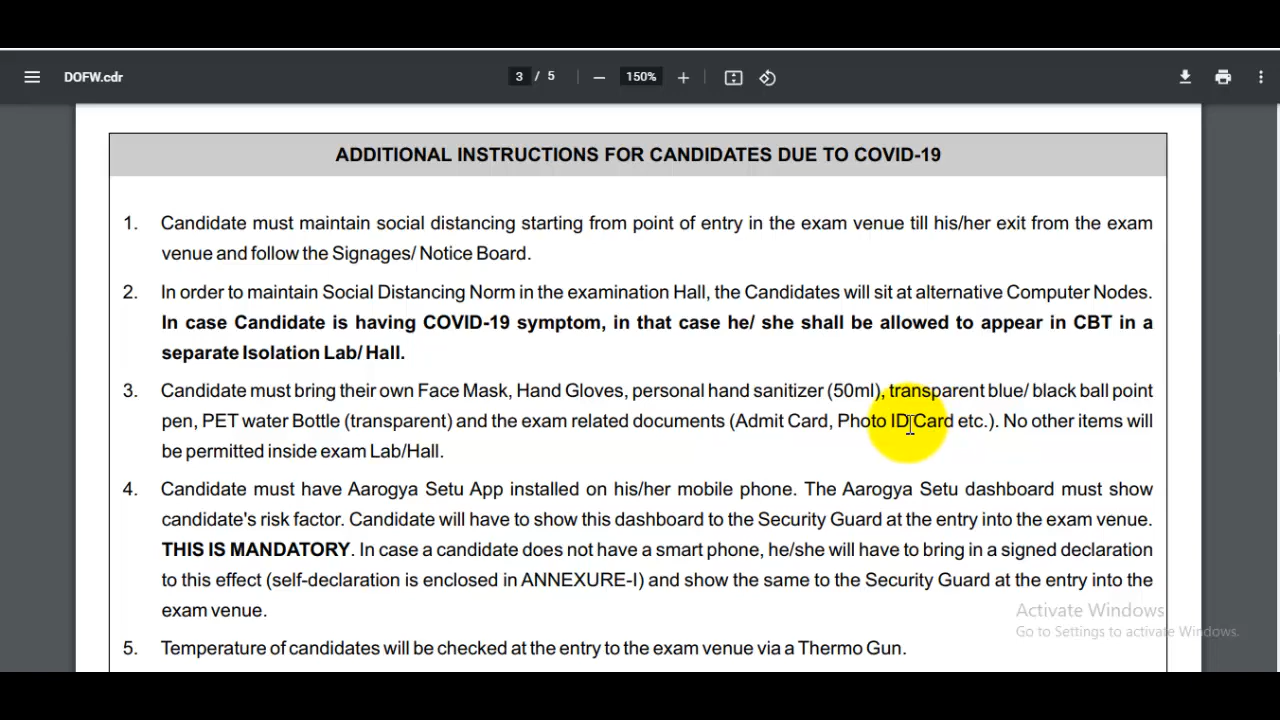 DOFW.cdr
3 / 5
150%
ADDITIONAL INSTRUCTIONS FOR CANDIDATES DUE TO COVID-19
1. Candidate must maintain social distancing starting from point of entry in the exam venue till his/her exit from the exam
venue and follow the Signages/ Notice Board.
2. In order to maintain Social Distancing Norm in the examination Hall, the Candidates will sit at alternative Computer Nodes.
In case Candidate is having COVID-19 symptom, in that case he/ she shall be allowed to appear in CBT in a
separate Isolation Lab/ Hall.
3. Candidate must bring their own Face Mask, Hand Gloves, personal hand sanitizer (50ml), transparent blue/ black ball point
pen, PET water Bottle (transparent) and the exam related documents (Admit Card, Photo ID Card etc.). No other items will
be permitted inside exam Lab/Hall.
4. Candidate must have Aarogya Setu App installed on his/her mobile phone. The Aarogya Setu dashboard must show
candidate's risk factor. Candidate will have to show this dashboard to the Security Guard at the entry into the exam venue.
THIS IS MANDATORY. In case a candidate does not have a smart phone, he/she will have to bring in a signed declaration
to this effect (self-declaration is enclosed in ANNEXURE-I) and show the same to the Security Guard at the entry into the
exam venue.
Activate Windows
Go to Settings to activate Windows.
5. Temperature of candidates will be checked at the entry to the exam venue via a Thermo Gun.